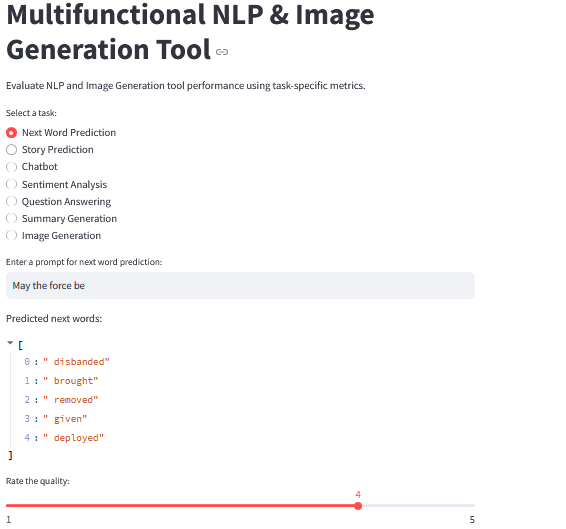 Multifunctional NLP & Image
Generation Tool
Evaluate NLP and Image Generation tool performance using task-specific metrics.
Select a task:
Next Word Prediction
Story Prediction
Chatbot
Sentiment Analysis
Question Answering
Summary Generation
Image Generation
Enter a prompt for next word prediction:
May the force be
Predicted next words:
[
0 : " disbanded"
1 : " brought"
2 : " removed"
3 : " given"
4 : " deployed"
]
Rate the quality:
4
1 5